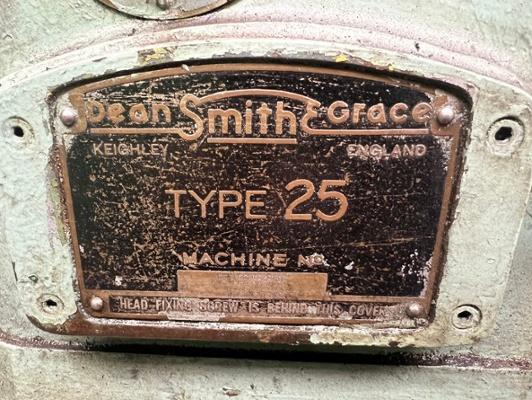 Dean Smith & Grace
KEIGHLEY ENGLAND
TYPE 25
MACHINE NO.
HEAD FIXING SCREW IS BEHIND THIS COVER